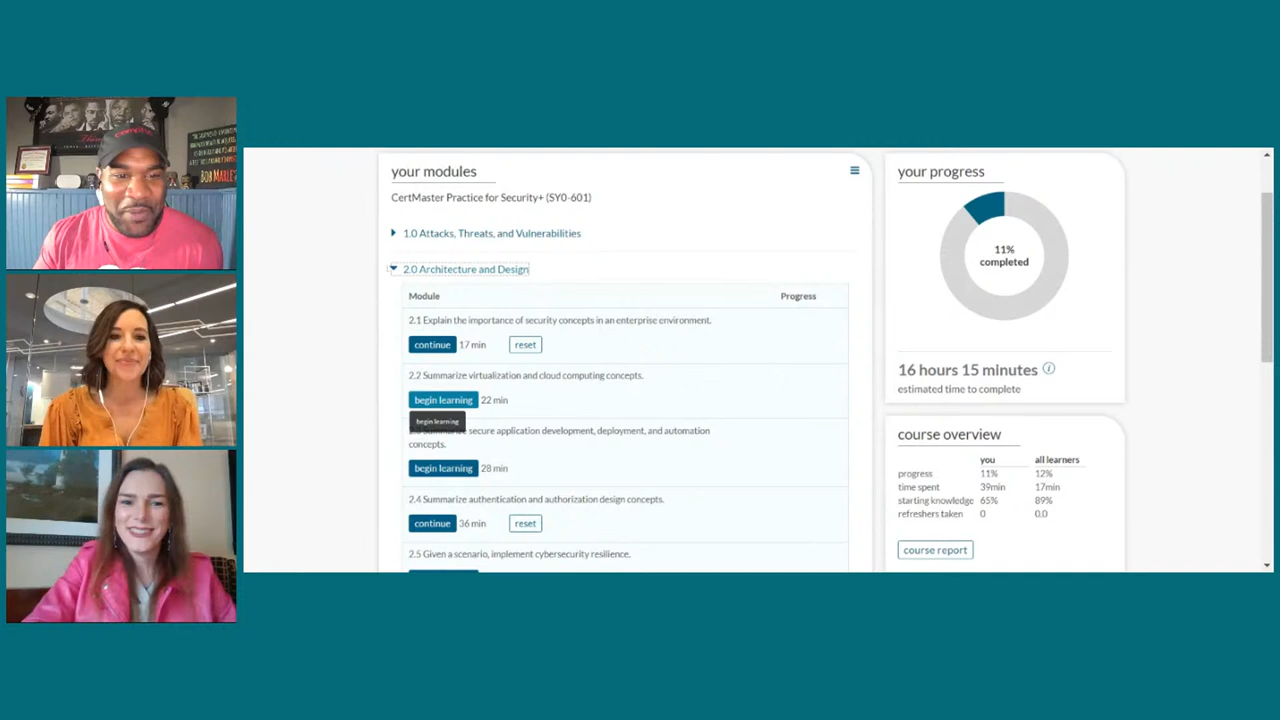 CompTIA
BOB MARLEY
your modules
CertMaster Practice for Security+ (SY0-601)
1.0 Attacks, Threats, and Vulnerabilities
2.0 Architecture and Design
Module Progress
2.1 Explain the importance of security concepts in an enterprise environment.
continue 17 min reset
2.2 Summarize virtualization and cloud computing concepts.
begin learning 22 min
begin learning
secure application development, deployment, and automation
concepts.
begin learning 28 min
2.4 Summarize authentication and authorization design concepts.
continue 36 min reset
2.5 Given a scenario, implement cybersecurity resilience.
your progress
11%
completed
16 hours 15 minutes
estimated time to complete
course overview
you all learners
progress 11% 12%
time spent 39min 17min
starting knowledge 65% 89%
refreshers taken 0 0.0
course report